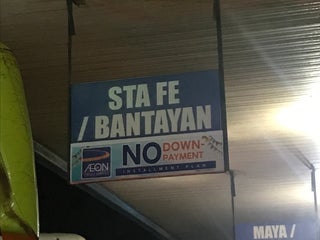 STA FE
/ BANTAYAN
ÆON
NO DOWN-
PAYMENT
INSTALLMENT PLAN
MAYA /